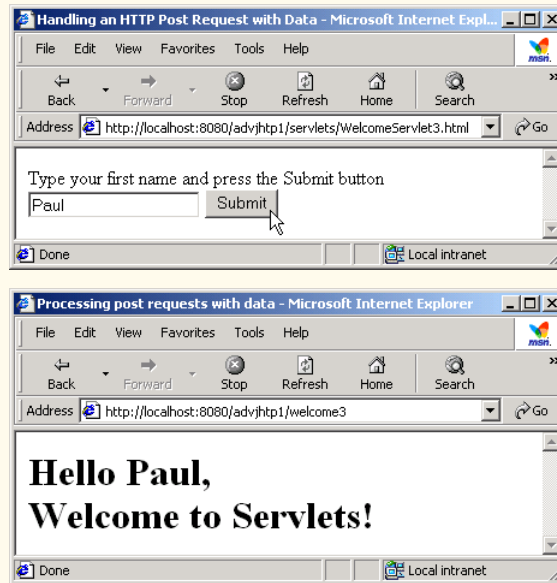 Handling an HTTP Post Request with Data - Microsoft Internet Expl...
File Edit View Favorites Tools Help
msn.
Back Forward Stop Refresh Home Search »
Address http://localhost:8080/advjhtp1/servlets/WelcomeServlet3.html Go
Type your first name and press the Submit button
Paul Submit
Done Local intranet
Processing post requests with data - Microsoft Internet Explorer
File Edit View Favorites Tools Help
msn.
Back Forward Stop Refresh Home Search »
Address http://localhost:8080/advjhtp1/welcome3 Go
Hello Paul,
Welcome to Servlets!
Done Local intranet